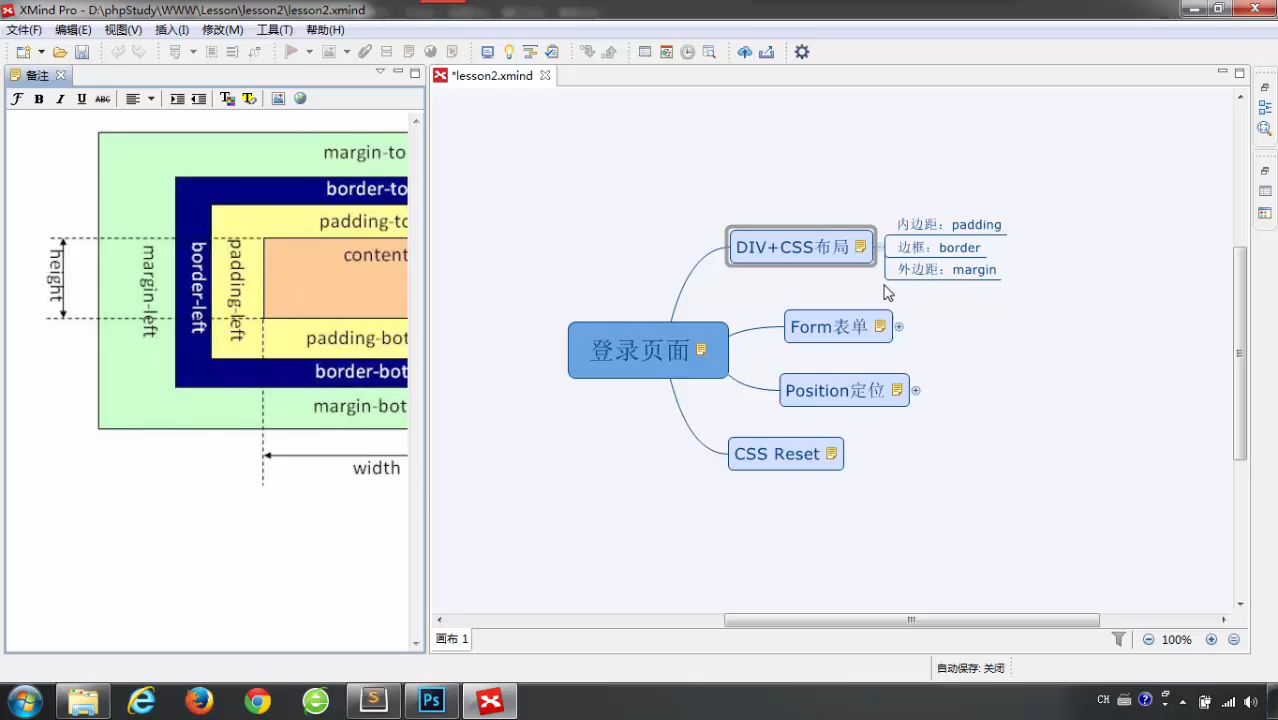 XMind Pro - D:\phpStudy\WWW\Lesson\lesson2\lesson2.xmind
文件(F) 编辑(E) 视图(V) 插入(I) 修改(M) 工具(T) 帮助(H)
备注
*lesson2.xmind
B I U ABC
margin-to
border-to
padding-to
content
height
margin-left
border-left
padding-left
padding-bot
border-bot
margin-bot
width
DIV+CSS布局
内边距：padding
边框：border
外边距：margin
Form表单
登录页面
Position定位
CSS Reset
画布 1
100%
自动保存: 关闭
S
Ps
CH